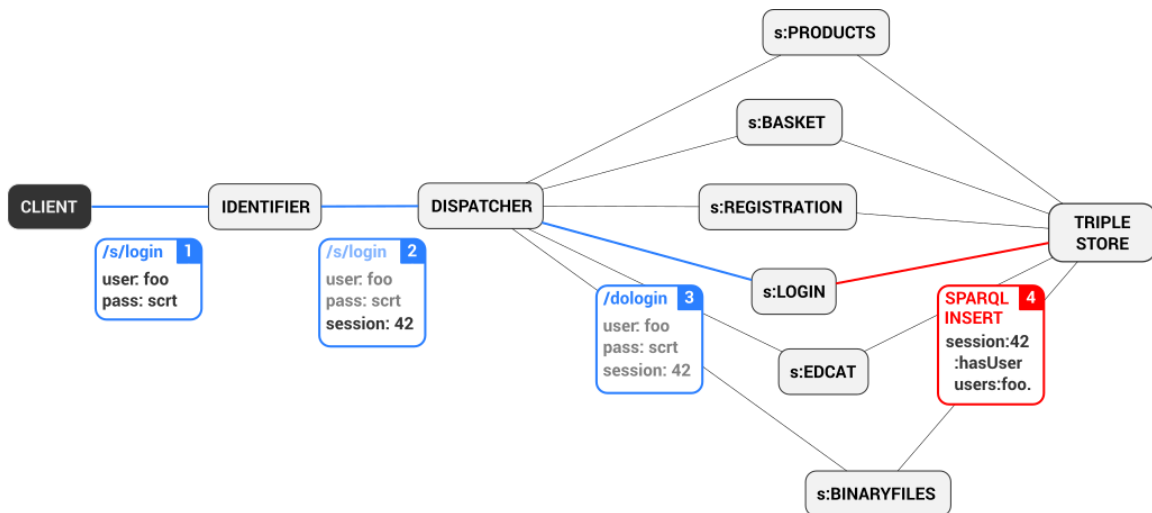 s:PRODUCTS
s:BASKET
CLIENT
IDENTIFIER
DISPATCHER
s:REGISTRATION
TRIPLE
STORE
/s/login 1
user: foo
pass: scrt
/s/login 2
user: foo
pass: scrt
session: 42
s:LOGIN
/dologin 3
user: foo
pass: scrt
session: 42
SPARQL 4
INSERT
session:42
:hasUser
users:foo.
s:EDCAT
s:BINARYFILES